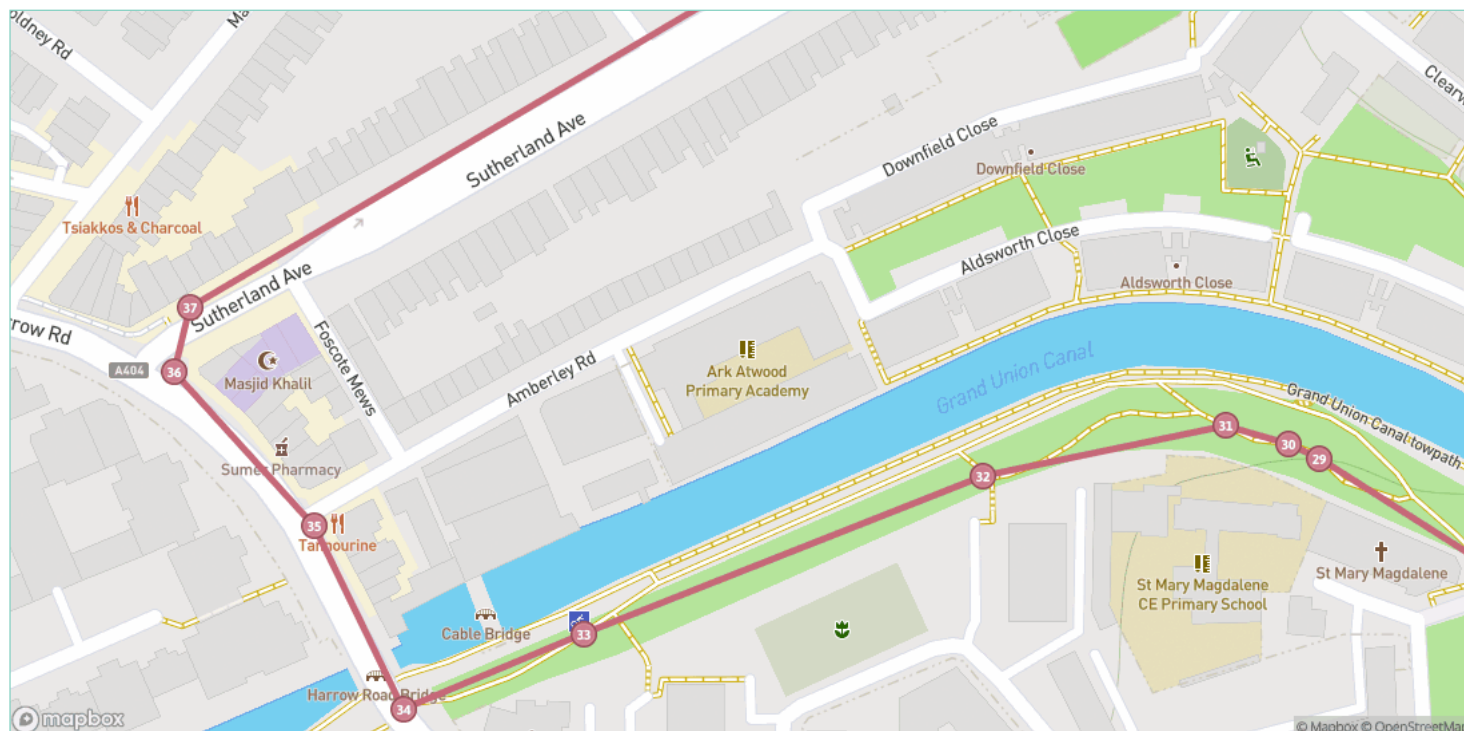 oldney Rd
Ma
Sutherland Ave
Clearw
Downfield Close
Downfield Close
Tsiakkos & Charcoal
Aldsworth Close
Aldsworth Close
Sutherland Ave
37
rrow Rd
A404
36
Masjid Khalil
Foscote Mews
Amberley Rd
Ark Atwood
Primary Academy
Grand Union Canal
Grand Union Canal towpath
31
30
29
32
Sumer Pharmacy
35
Tannourine
St Mary Magdalene
CE Primary School
St Mary Magdalene
Cable Bridge
33
Harrow Road Bridge
34
mapbox
© Mapbox © OpenStreetMap